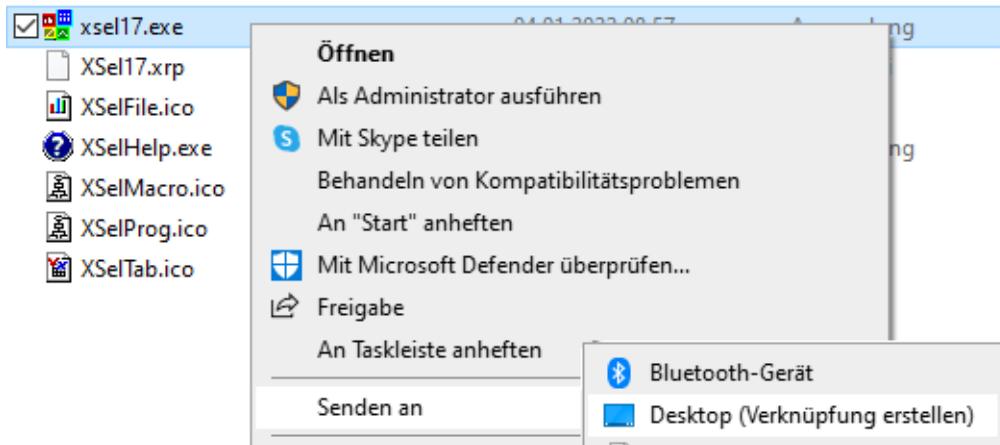 xsel17.exe
XSel17.xrp
XSelFile.ico
XSelHelp.exe
XSelMacro.ico
XSelProg.ico
XSelTab.ico
Öffnen
Als Administrator ausführen
Mit Skype teilen
Behandeln von Kompatibilitätsproblemen
An "Start" anheften
Mit Microsoft Defender überprüfen...
Freigabe
An Taskleiste anheften
Senden an
Bluetooth-Gerät
Desktop (Verknüpfung erstellen)